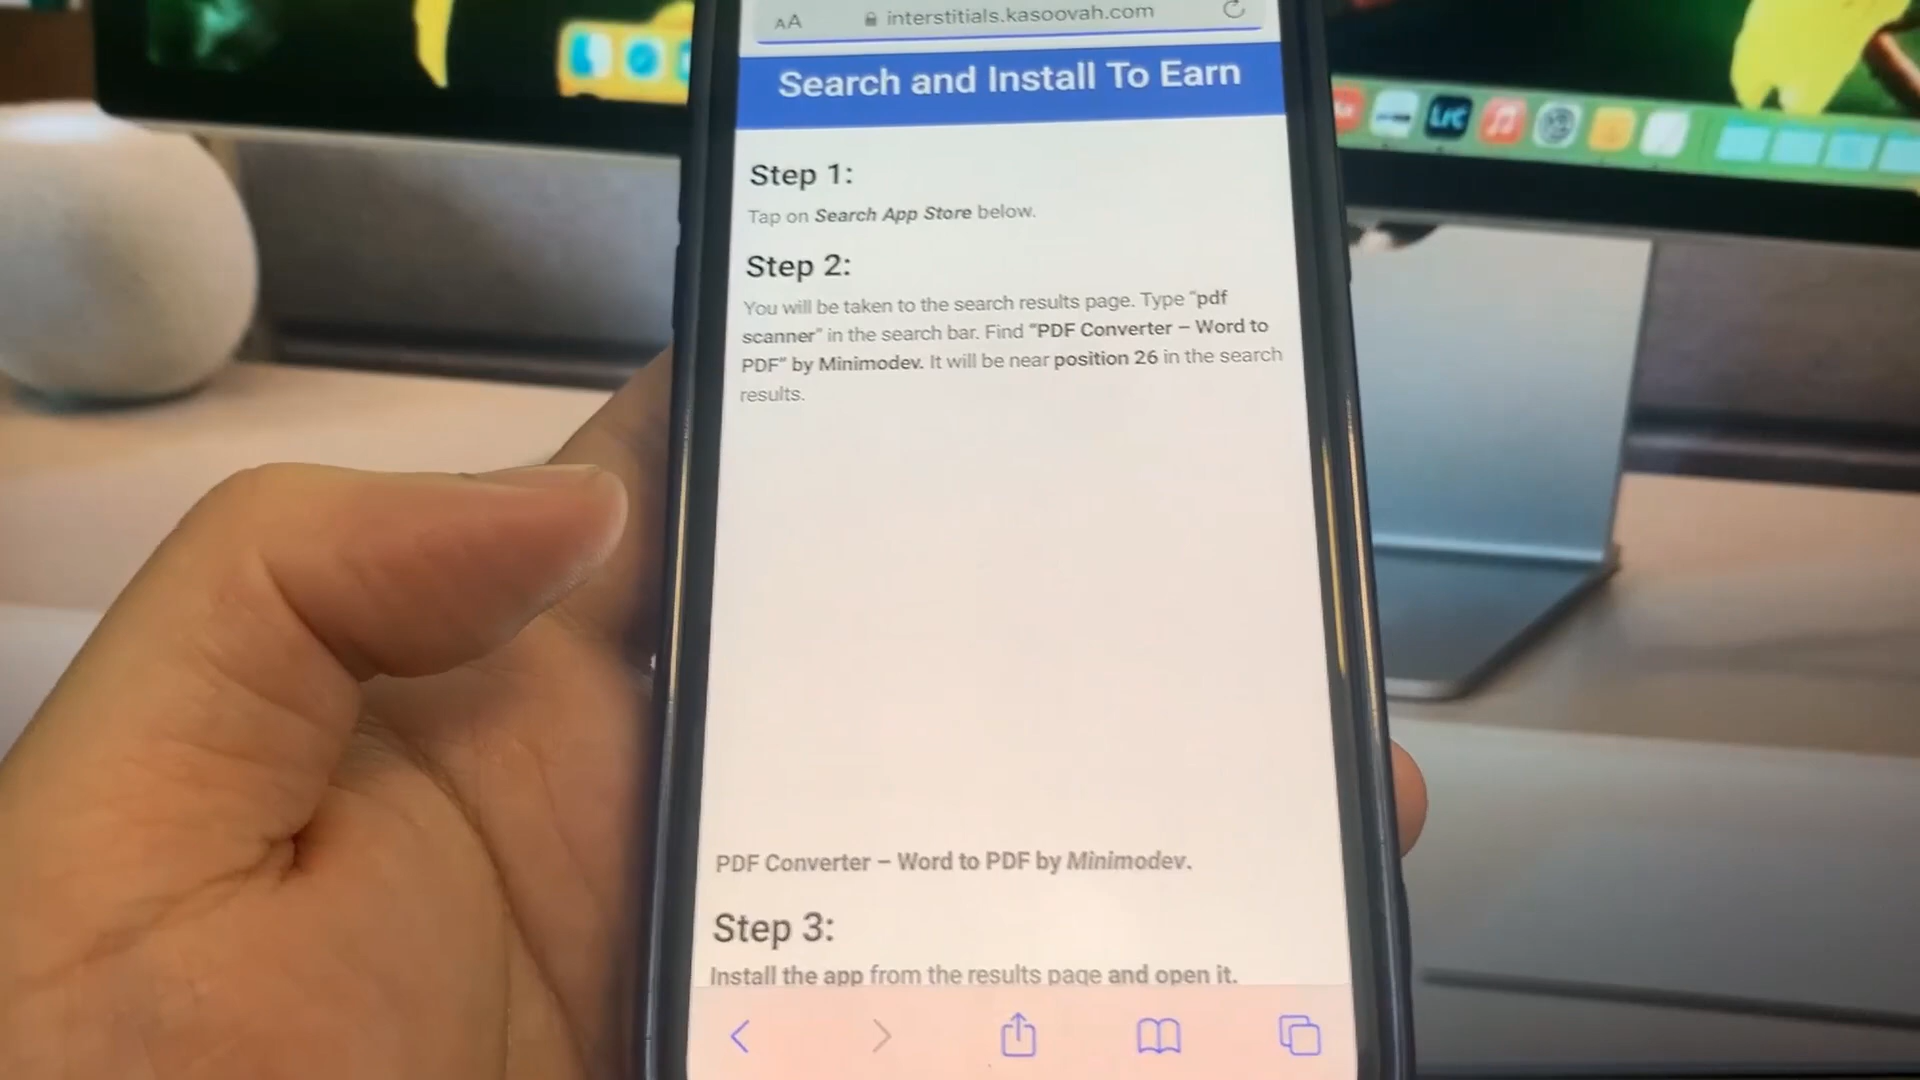 AA interstitials.kasoovah.com
Search and Install To Earn
Step 1:
Tap on Search App Store below.
Step 2:
You will be taken to the search results page. Type "pdf
scanner" in the search bar. Find "PDF Converter – Word to
PDF" by Minimodev. It will be near position 26 in the search
results.
PDF Converter – Word to PDF by Minimodev.
Step 3:
Install the app from the results page and open it.
LrC